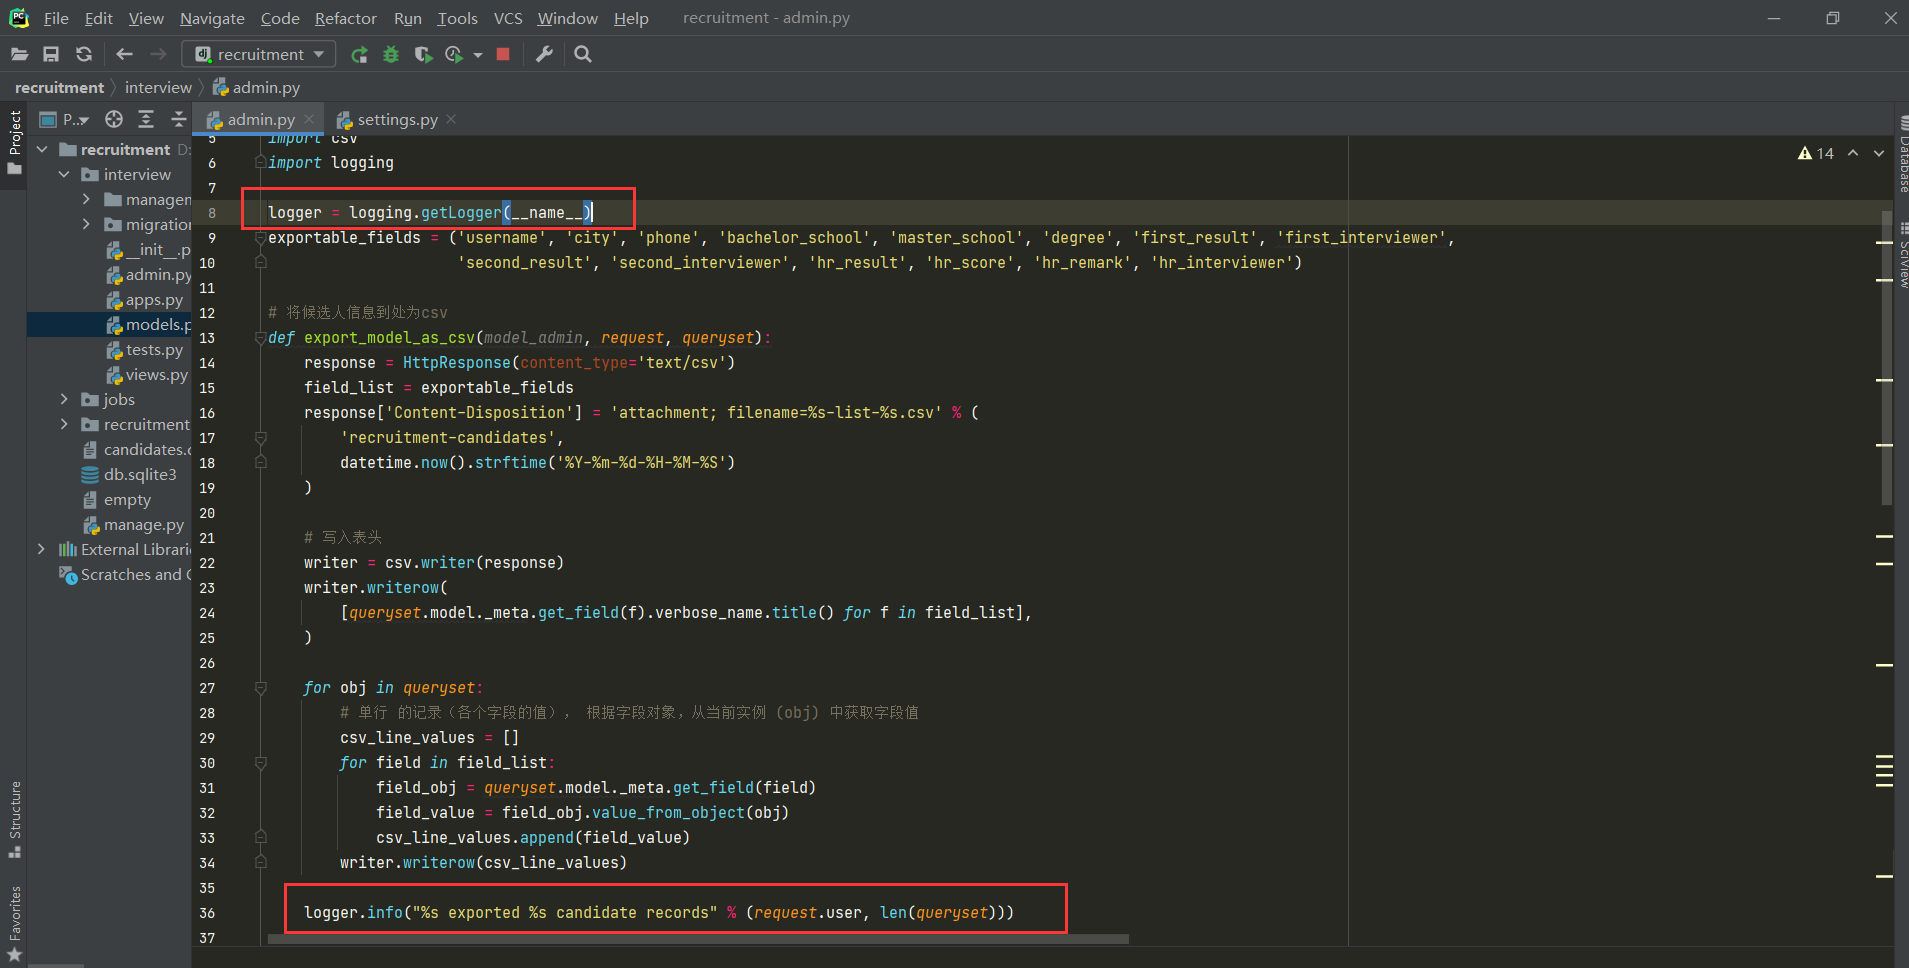 File Edit View Navigate Code Refactor Run Tools VCS Window Help recruitment - admin.py
recruitment
recruitment interview admin.py
Project
P..
admin.py
settings.py
recruitment D:
interview
managem
migration
__init__.p
admin.py
apps.py
models.p
tests.py
views.py
jobs
recruitment
candidates.c
db.sqlite3
empty
manage.py
External Librarie
Scratches and C
Structure
Favorites
14
Database
SciView
5 import csv
6 import logging
7
8 logger = logging.getLogger(__name__)
9 exportable_fields = ('username', 'city', 'phone', 'bachelor_school', 'master_school', 'degree', 'first_result', 'first_interviewer',
10 'second_result', 'second_interviewer', 'hr_result', 'hr_score', 'hr_remark', 'hr_interviewer')
11
12 # 将候选人信息到处为csv
13 def export_model_as_csv(model_admin, request, queryset):
14 response = HttpResponse(content_type='text/csv')
15 field_list = exportable_fields
16 response['Content-Disposition'] = 'attachment; filename=%s-list-%s.csv' % (
17 'recruitment-candidates',
18 datetime.now().strftime('%Y-%m-%d-%H-%M-%S')
19 )
20
21 # 写入表头
22 writer = csv.writer(response)
23 writer.writerow(
24 [queryset.model._meta.get_field(f).verbose_name.title() for f in field_list],
25 )
26
27 for obj in queryset:
28 # 单行 的记录（各个字段的值）， 根据字段对象，从当前实例 (obj) 中获取字段值
29 csv_line_values = []
30 for field in field_list:
31 field_obj = queryset.model._meta.get_field(field)
32 field_value = field_obj.value_from_object(obj)
33 csv_line_values.append(field_value)
34 writer.writerow(csv_line_values)
35
36 logger.info("%s exported %s candidate records" % (request.user, len(queryset)))
37